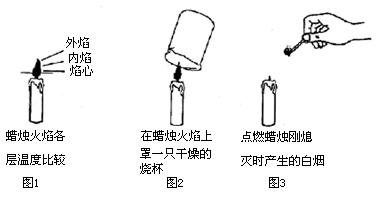 外焰
内焰
焰心
蜡烛火焰各
层温度比较
图1
在蜡烛火焰上
罩一只干燥的
烧杯
图2
点燃蜡烛刚熄
灭时产生的白烟
图3